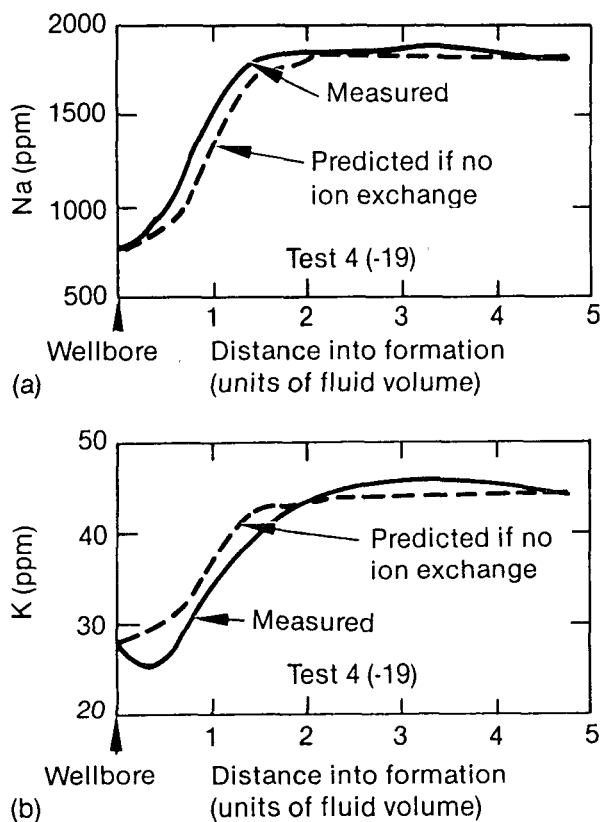 2000
1500
1000
500
Na (ppm)
Measured
Predicted if no
ion exchange
Test 4 (-19)
1 2 3 4 5
Wellbore Distance into formation
(units of fluid volume)
(a)
50
40
30
20
K (ppm)
Predicted if no
ion exchange
Measured
Test 4 (-19)
1 2 3 4 5
Wellbore Distance into formation
(units of fluid volume)
(b)